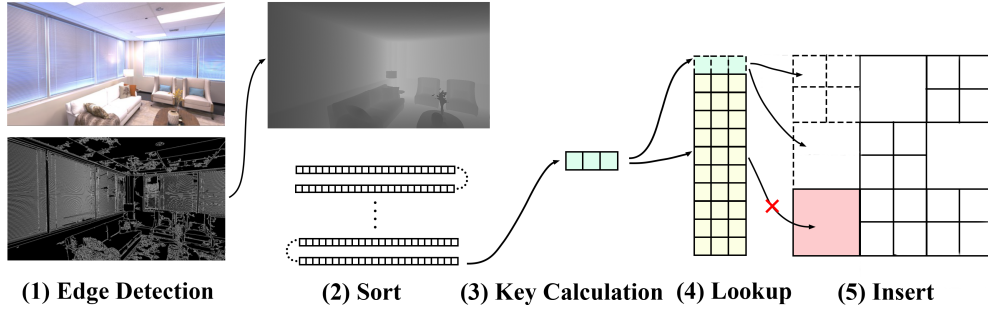 (1) Edge Detection
(2) Sort
(3) Key Calculation
(4) Lookup
(5) Insert